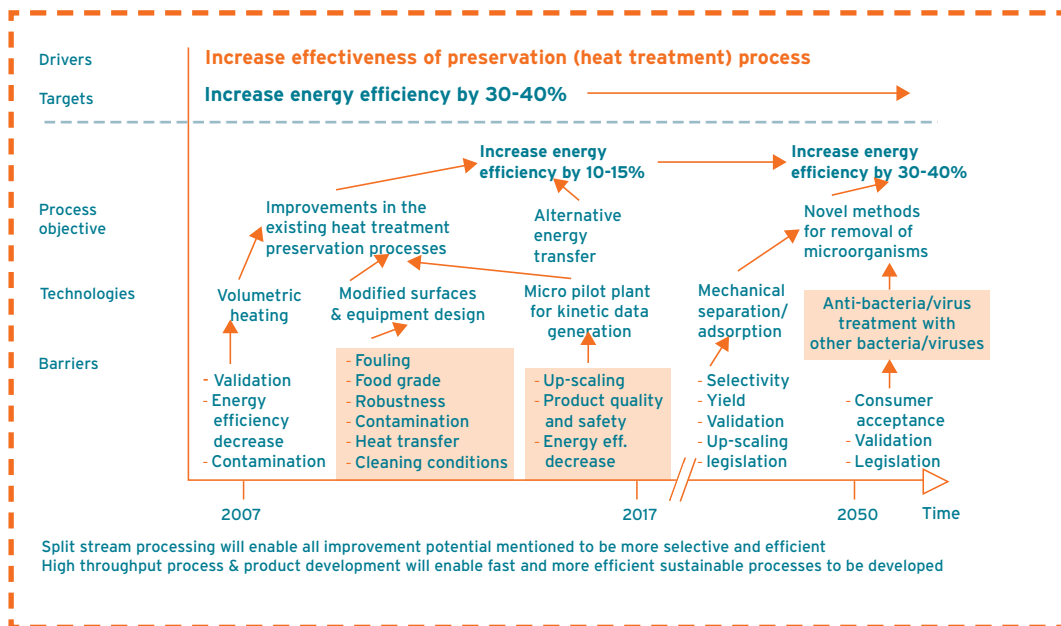 Drivers
Increase effectiveness of preservation (heat treatment) process
Targets
Increase energy efficiency by 30-40%
Increase energy
efficiency by 10-15%
Increase energy
efficiency by 30-40%
Process
objective
Improvements in the
existing heat treatment
preservation processes
Alternative
energy
transfer
Novel methods
for removal of
microorganisms
Technologies
Volumetric
heating
Modified surfaces
& equipment design
Micro pilot plant
for kinetic data
generation
Mechanical
separation/
adsorption
Anti-bacteria/virus
treatment with
other bacteria/viruses
Barriers
- Validation
- Energy
efficiency
decrease
- Contamination
- Fouling
- Food grade
- Robustness
- Contamination
- Heat transfer
- Cleaning conditions
- Up-scaling
- Product quality
and safety
- Energy eff.
decrease
- Selectivity
- Yield
- Validation
- Up-scaling
- legislation
- Consumer
acceptance
- Validation
- Legislation
2007
2017
2050
Time
Split stream processing will enable all improvement potential mentioned to be more selective and efficient
High throughput process & product development will enable fast and more efficient sustainable processes to be developed